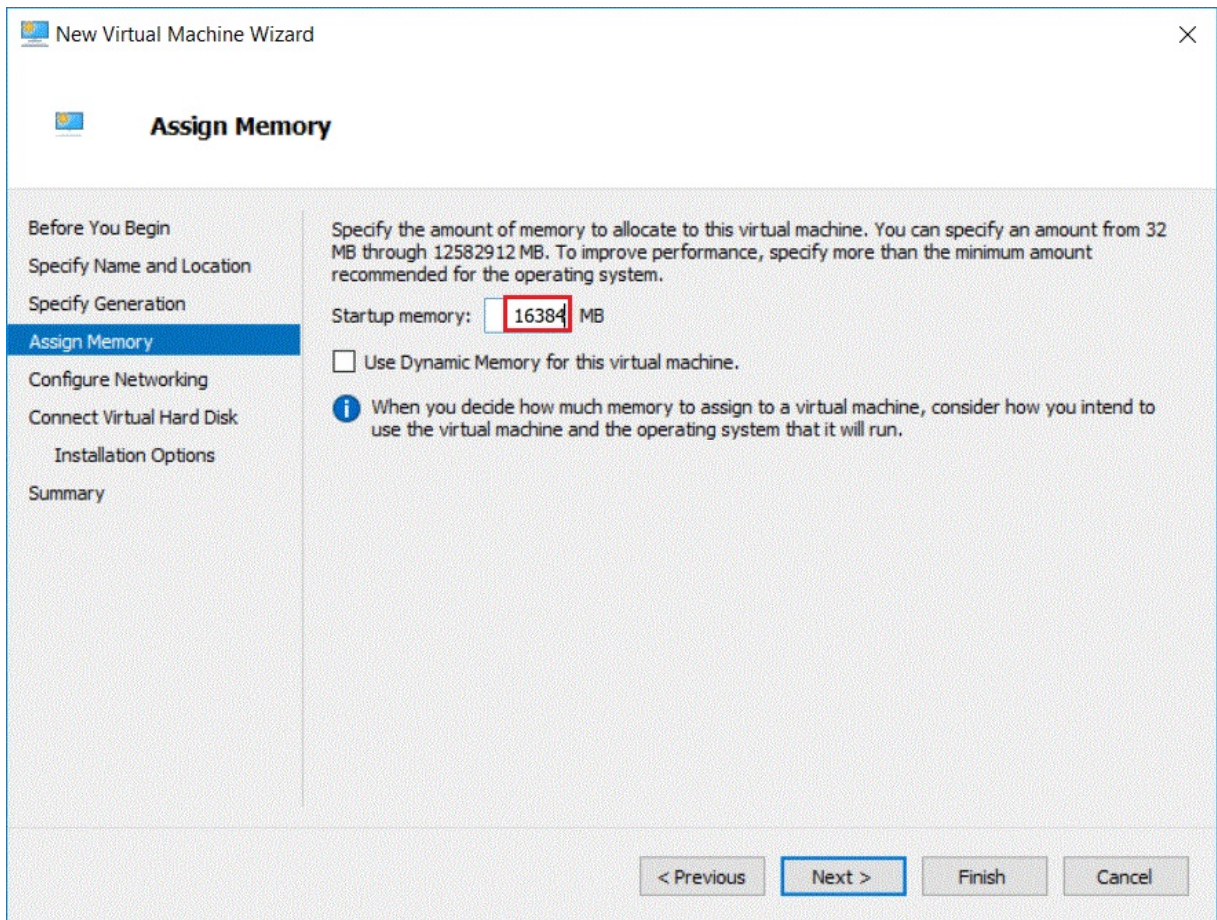 New Virtual Machine Wizard
Assign Memory
Before You Begin
Specify Name and Location
Specify Generation
Assign Memory
Configure Networking
Connect Virtual Hard Disk
Installation Options
Summary
Specify the amount of memory to allocate to this virtual machine. You can specify an amount from 32
MB through 12582912 MB. To improve performance, specify more than the minimum amount
recommended for the operating system.
Startup memory: 16384 MB
Use Dynamic Memory for this virtual machine.
When you decide how much memory to assign to a virtual machine, consider how you intend to
use the virtual machine and the operating system that it will run.
< Previous Next > Finish Cancel